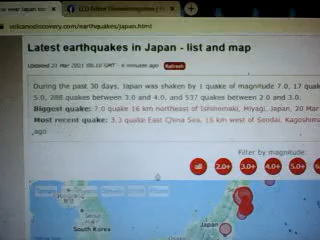 volcanodiscovery.com/earthquakes/japan.html
Latest earthquakes in Japan - list and map
Updated 21 Mar 2021 GMT - 4 minutes ago Refresh
During the past 30 days, Japan was shaken by 1 quake of magnitude 7.0, 17 quak
5.0, 288 quakes between 3.0 and 4.0, and 537 quakes between 2.0 and 3.0.
Biggest quake: 7.0 quake 16 km northeast of Ishinomaki, Miyagi, Japan, 20 Mar
Most recent quake: 3.3 quake East China Sea, 15 km west of Sendai, Kagoshima
ago
Filter by magnitude:
all 2.0+ 3.0+ 4.0+ 5.0+ 6
Seoul
South Korea
Japan